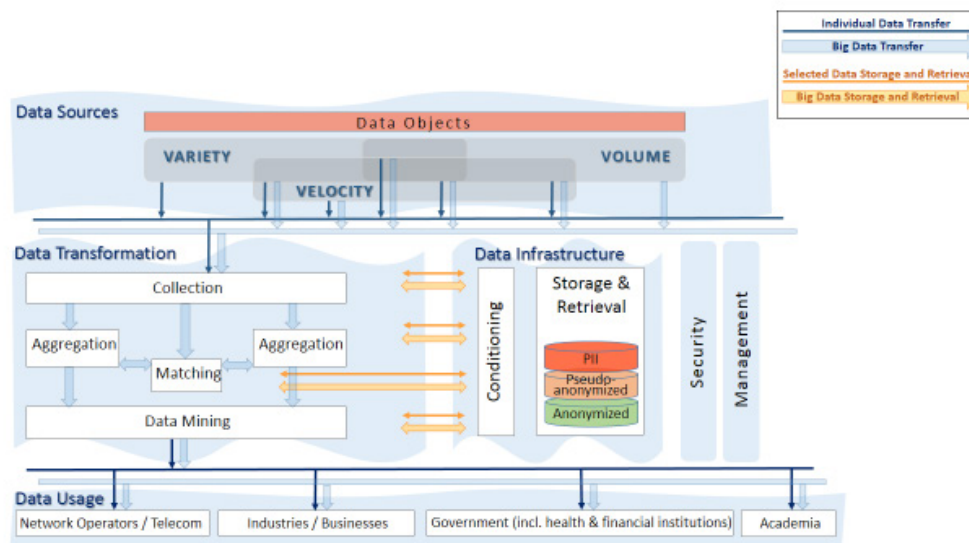 Individual Data Transfer
Big Data Transfer
Selected Data Storage and Retrieval
Big Data Storage and Retrieval
Data Sources
Data Objects
VARIETY
VOLUME
VELOCITY
Data Transformation
Data Infrastructure
Collection
Aggregation
Aggregation
Matching
Data Mining
Conditioning
Storage &
Retrieval
PII
Pseudp-
anonymized
Anonymized
Security
Management
Data Usage
Network Operators / Telecom
Industries / Businesses
Government (incl. health & financial institutions)
Academia